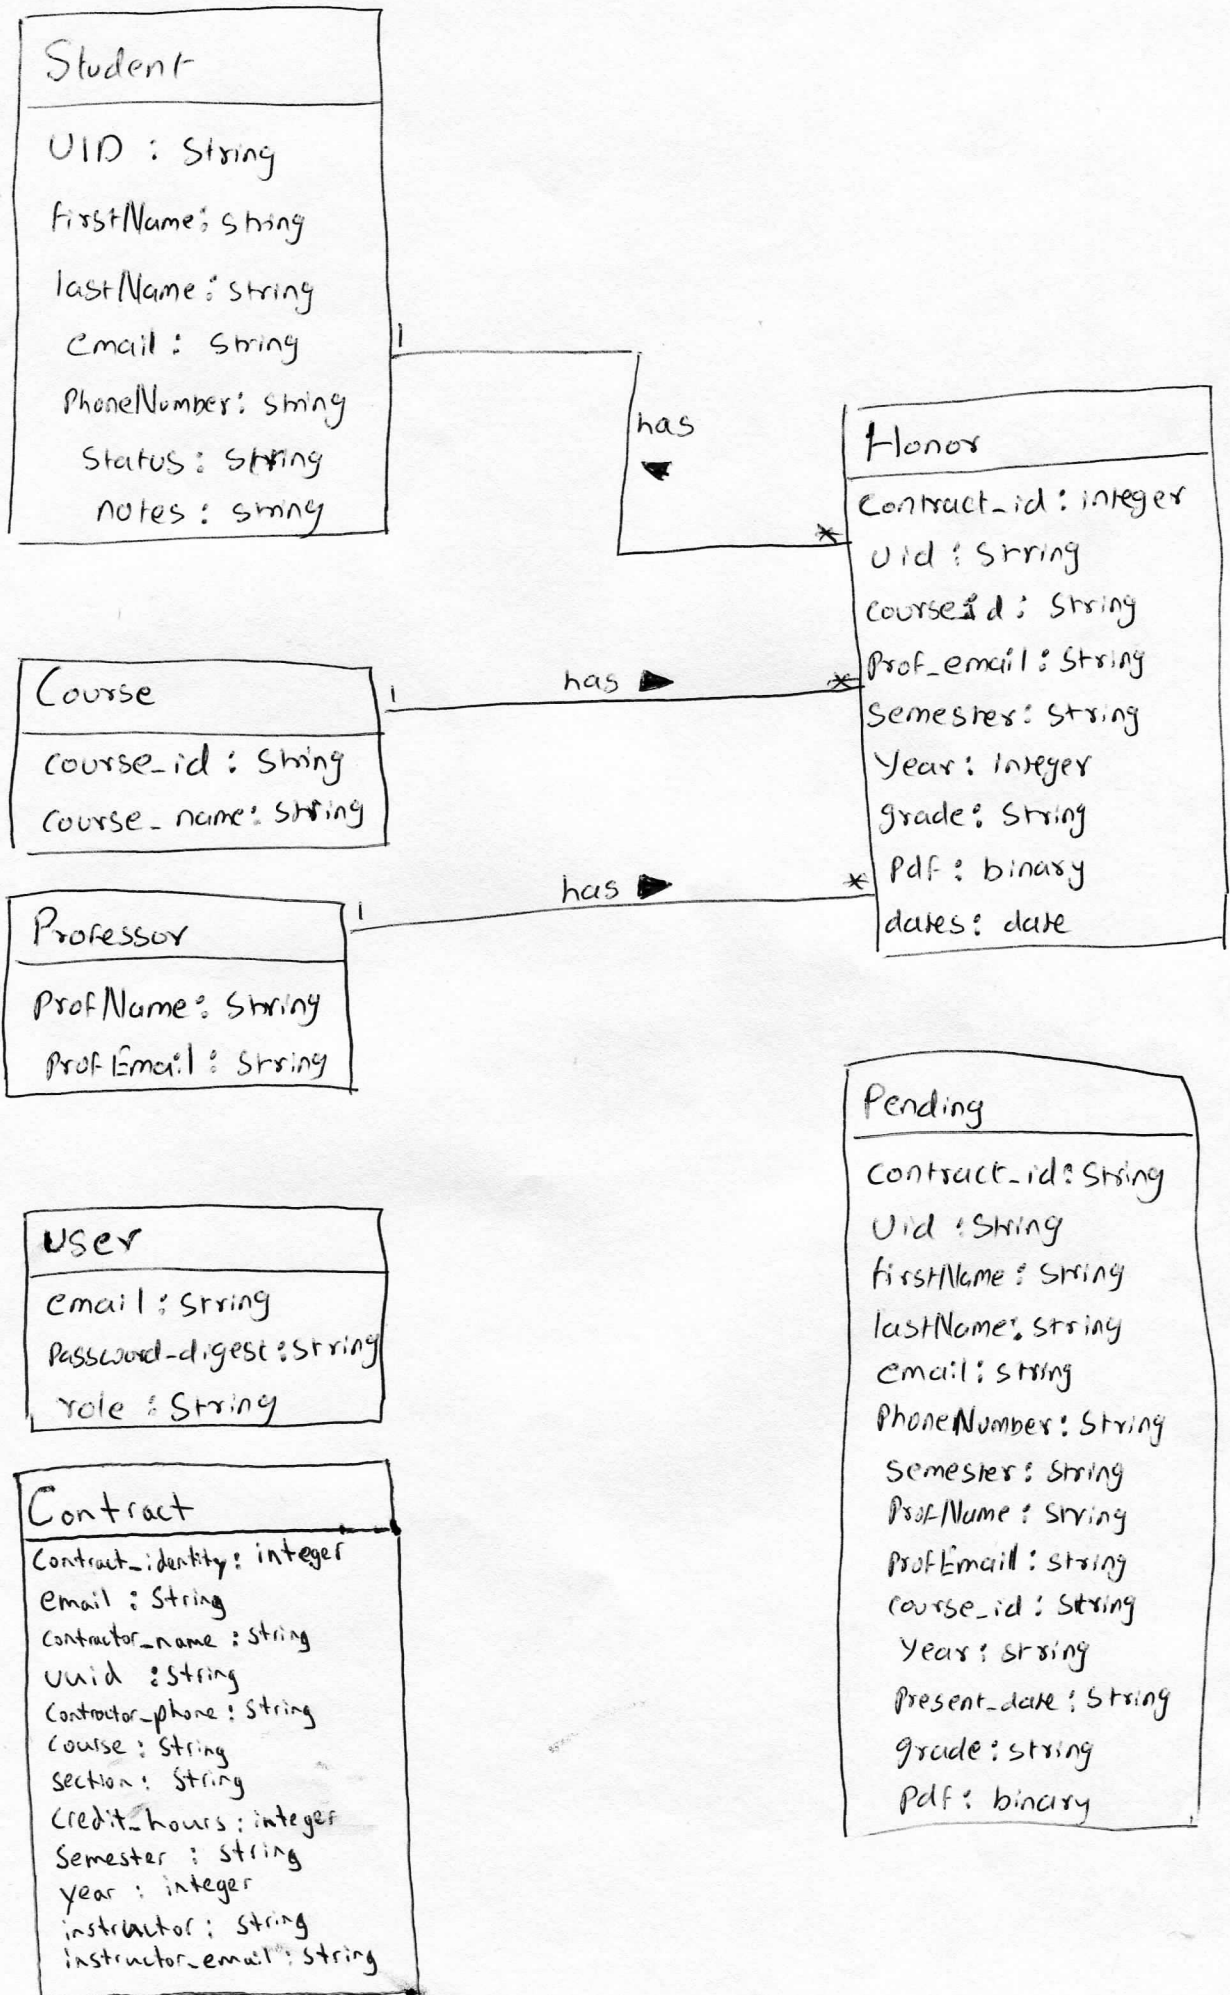 Student
UID : String
firstName: string
lastName: string
email: string
PhoneNumber: string
Status: string
notes: string
1
has
*
Honor
Contract_id: integer
uid: String
courseid: String
Prof_email: String
Semester: String
Year: Integer
grade: String
Pdf: binary
dates: date
Course
course_id: String
course_name: String
1
has
*
Professor
ProfName: String
ProfEmail: String
1
has
*
Pending
Contract_id: String
Uid: String
firstName: String
lastName: String
email: string
PhoneNumber: String
Semester: String
ProfName: String
ProfEmail: String
course_id: String
Year: String
Present_date: String
grade: string
Pdf: binary
User
email: String
Password_digest: String
role: String
Contract
Contract_identity: integer
email: String
contractor_name: String
uuid: String
Contractor_phone: String
Course: String
section: String
Credit_hours: integer
Semester: String
year: integer
instructor: String
instructor_email: String